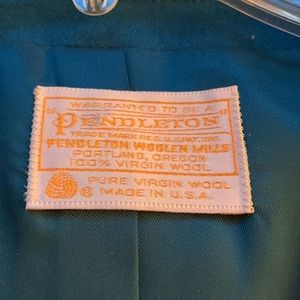 WARRANTED TO BE A
"PENDLETON"
TRADE MARK REG. U.S. PAT. OFF.
PENDLETON WOOLEN MILLS
PORTLAND, OREGON
100% VIRGIN WOOL
PURE VIRGIN WOOL
® MADE IN U.S.A.